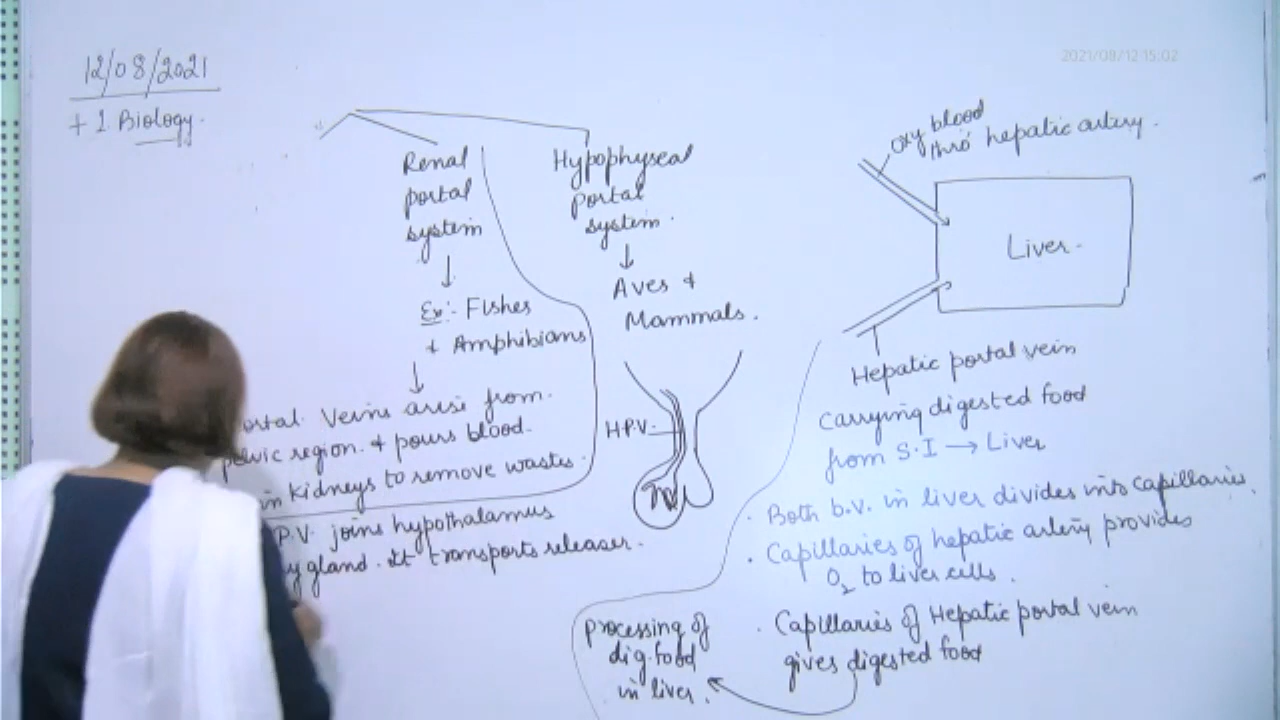 2021/08/12 15:02
12/08/2021
+ 1 Biology.
Renal
portal
system
Ex:- Fishes
+ Amphibians
ortal Veins arise from
pelvic region. + pours blood
in kidneys to remove wastes.
P.V. joins hypothalamus
y gland. It transports releaser.
Hypophyseal
portal
system.
Aves +
Mammals.
H.P.V.
Oxy blood
thro' hepatic artery.
Liver.
Hepatic portal vein
Carrying digested food
from S.I → Liver
. Both b.v. in liver divides into capillaries.
. Capillaries of hepatic artery provides
O2 to liver cells.
. Capillaries of Hepatic portal vein
gives digested food
processing of
dig. food
in liver.